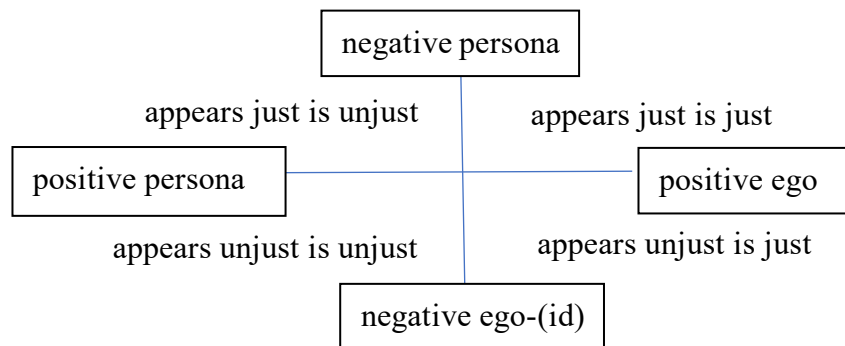 negative persona
appears just is unjust
appears just is just
positive persona
positive ego
appears unjust is unjust
appears unjust is just
negative ego-(id)